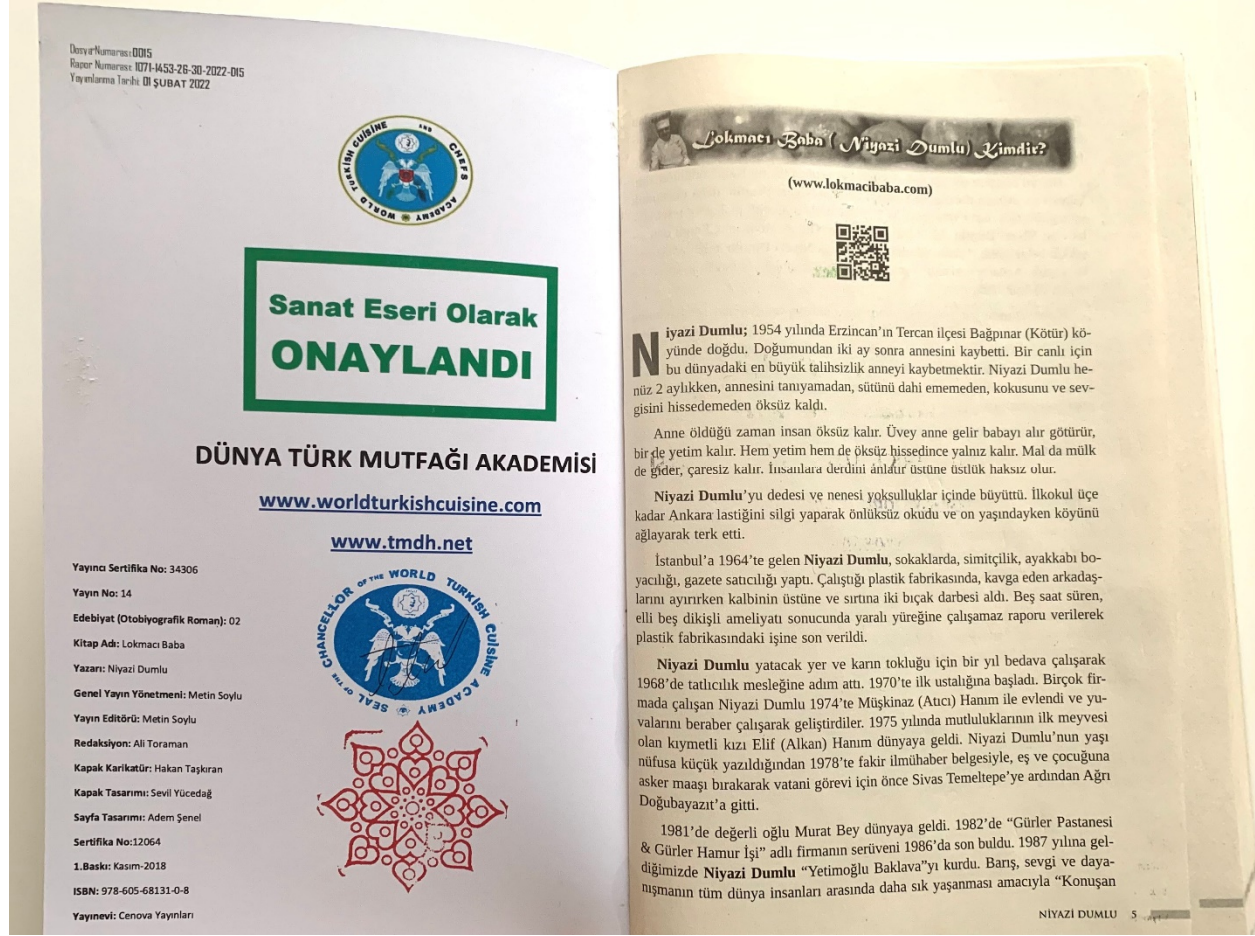 Dosya Numarası: 0015
Rapor Numarası: 1071-1453-26-30-2022-015
Yayınlanma Tarihi: 01 ŞUBAT 2022
WORLD TURKISH CUISINE AND CHEFS ACADEMY
Sanat Eseri Olarak
ONAYLANDI
DÜNYA TÜRK MUTFAĞI AKADEMİSİ
www.worldturkishcuisine.com
www.tmdh.net
SEAL OF THE CHANCELLOR OF THE WORLD TURKISH CUISINE ACADEMY
Yayıncı Sertifika No: 34306
Yayın No: 14
Edebiyat (Otobiyografik Roman): 02
Kitap Adı: Lokmacı Baba
Yazarı: Niyazi Dumlu
Genel Yayın Yönetmeni: Metin Soylu
Yayın Editörü: Metin Soylu
Redaksiyon: Ali Toraman
Kapak Karikatür: Hakan Taşkıran
Kapak Tasarımı: Sevil Yücedağ
Sayfa Tasarımı: Adem Şenel
Sertifika No:12064
1.Baskı: Kasım-2018
ISBN: 978-605-68131-0-8
Yayınevi: Cenova Yayınları
Lokmacı Baba ( Niyazi Dumlu) Kimdir?
(www.lokmacibaba.com)
Niyazi Dumlu; 1954 yılında Erzincan’ın Tercan ilçesi Bağpınar (Kötür) kö-
yünde doğdu. Doğumundan iki ay sonra annesini kaybetti. Bir canlı için
bu dünyadaki en büyük talihsizlik anneyi kaybetmektir. Niyazi Dumlu he-
nüz 2 aylıkken, annesini tanıyamadan, sütünü dahi ememeden, kokusunu ve sev-
gisini hissedemeden öksüz kaldı.
Anne öldüğü zaman insan öksüz kalır. Üvey anne gelir babayı alır götürür,
bir de yetim kalır. Hem yetim hem de öksüz hissedince yalnız kalır. Mal da mülk
de gider, çaresiz kalır. İnsanlara derdini anlatır üstüne üstlük haksız olur.
Niyazi Dumlu’yu dedesi ve nenesi yoksulluklar içinde büyüttü. İlkokul üçe
kadar Ankara lastiğini silgi yaparak önlüksüz okudu ve on yaşındayken köyünü
ağlayarak terk etti.
İstanbul’a 1964’te gelen Niyazi Dumlu, sokaklarda, simitçilik, ayakkabı bo-
yacılığı, gazete satıcılığı yaptı. Çalıştığı plastik fabrikasında, kavga eden arkadaş-
larını ayırırken kalbinin üstüne ve sırtına iki bıçak darbesi aldı. Beş saat süren,
elli beş dikişli ameliyatı sonucunda yaralı yüreğine çalışamaz raporu verilerek
plastik fabrikasındaki işine son verildi.
Niyazi Dumlu yatacak yer ve karın tokluğu için bir yıl bedava çalışarak
1968’de tatlıcılık mesleğine adım attı. 1970’te ilk ustalığına başladı. Birçok fir-
mada çalışan Niyazi Dumlu 1974’te Müşkinaz (Atıcı) Hanım ile evlendi ve yu-
valarını beraber çalışarak geliştirdiler. 1975 yılında mutluluklarının ilk meyvesi
olan kıymetli kızı Elif (Alkan) Hanım dünyaya geldi. Niyazi Dumlu’nun yaşı
nüfusa küçük yazıldığından 1978’te fakir ilmühaber belgesiyle, eş ve çocuğuna
asker maaşı bırakarak vatani görevi için önce Sivas Temeltepe’ye ardından Ağrı
Doğubayazıt’a gitti.
1981’de değerli oğlu Murat Bey dünyaya geldi. 1982’de “Gürler Pastanesi
& Gürler Hamur İşi” adlı firmanın serüveni 1986’da son buldu. 1987 yılına gel-
diğimizde Niyazi Dumlu “Yetimoğlu Baklava”yı kurdu. Barış, sevgi ve daya-
nışmanın tüm dünya insanları arasında daha sık yaşanması amacıyla “Konuşan
NİYAZİ DUMLU 5